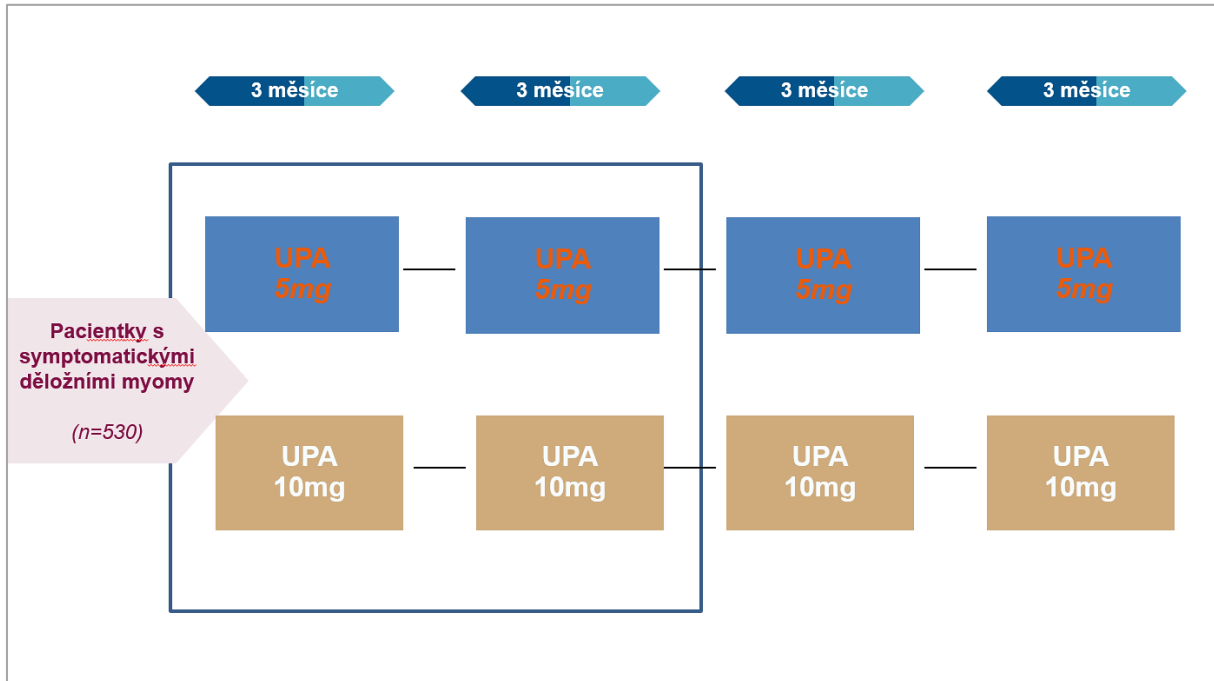 3 měsíce
3 měsíce
3 měsíce
3 měsíce
UPA
5mg
UPA
5mg
UPA
5mg
UPA
5mg
Pacientky s
symptomatickými
děložními myomy
(n=530)
UPA
10mg
UPA
10mg
UPA
10mg
UPA
10mg